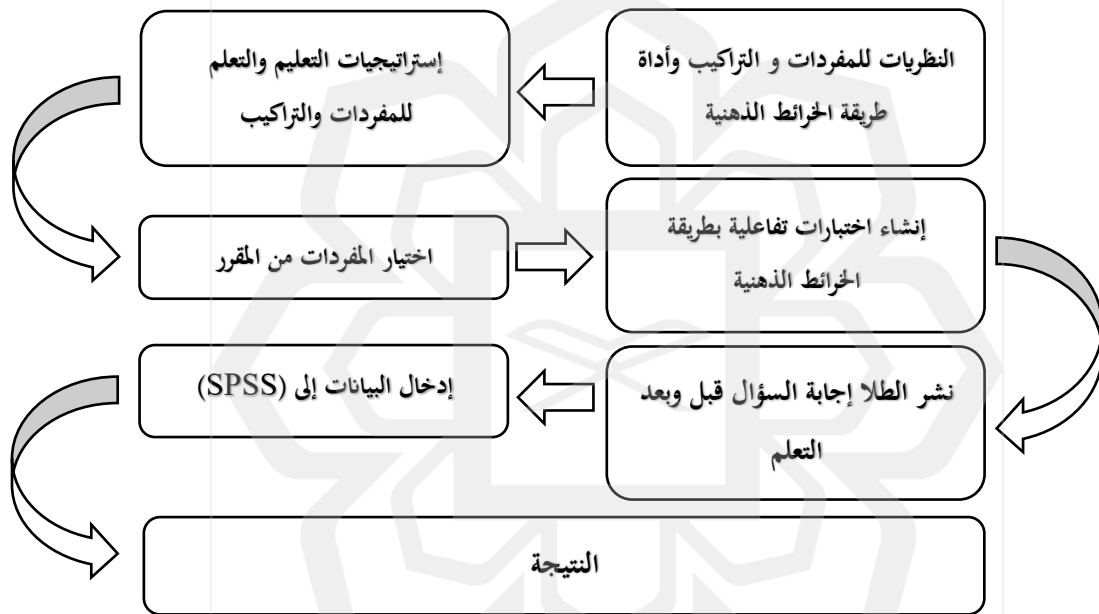 النظريات للمفردات و التراكيب وأداة
طريقة الخرائط الذهنية
إستراتيجيات التعليم والتعلم
للمفردات والتراكيب
اختيار المفردات من المقرر
إنشاء اختبارات تفاعلية بطريقة
الخرائط الذهنية
نشر الطلا إجابة السؤال قبل وبعد
التعلم
إدخال البيانات إلى (SPSS)
النتيجة